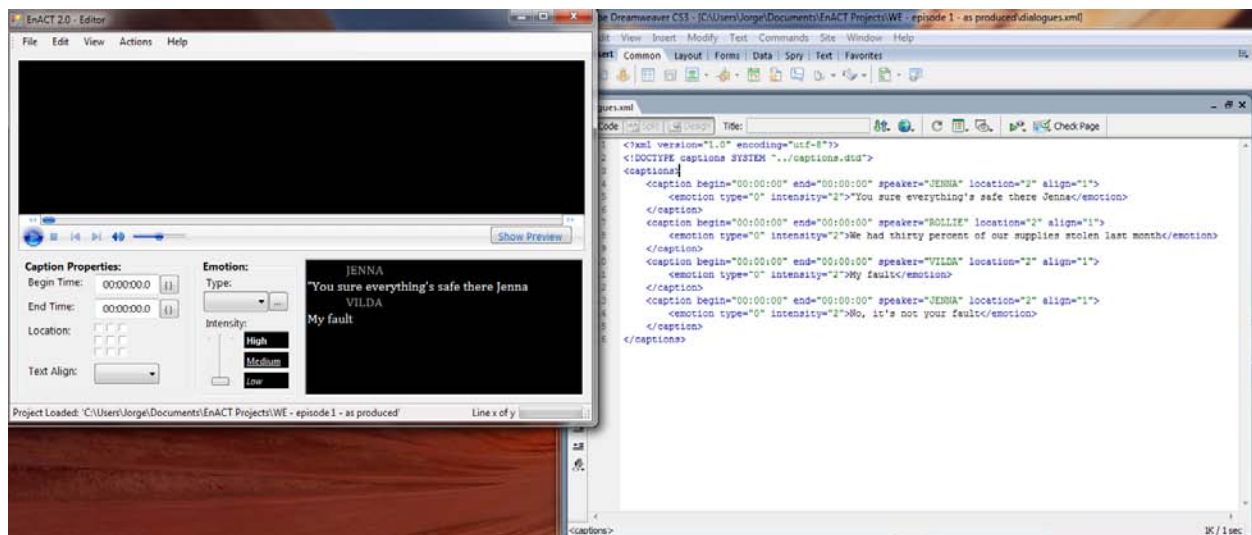 EnACT 2.0 - Editor
File Edit View Actions Help
Show Preview
Caption Properties:
Begin Time: 00:00:00.0
End Time: 00:00:00.0
Location:
Text Align:
Emotion:
Type:
...
Intensity:
High
Medium
Low
JENNA
"You sure everything's safe there Jenna
VILDA
My fault
Project Loaded: 'C:\Users\Jorge\Documents\EnACT Projects\WE - episode 1 - as produced' Line x of y
Dreamweaver CS3 - [C:\Users\Jorge\Documents\EnACT Projects\WE - episode 1 - as produced\dialogues.xml]
View Insert Modify Text Commands Site Window Help
Common Layout Forms Data Spry Text Favorites
Code Split Design Title: Check Page
<?xml version="1.0" encoding="utf-8"?>
<!DOCTYPE captions SYSTEM "../captions.dtd">
<captions>
<caption begin="00:00:00" end="00:00:00" speaker="JENNA" location="2" align="1">
<emotion type="0" intensity="2">"You sure everything's safe there Jenna</emotion>
</caption>
<caption begin="00:00:00" end="00:00:00" speaker="ROLLIE" location="2" align="1">
<emotion type="0" intensity="2">We had thirty percent of our supplies stolen last month</emotion>
</caption>
<caption begin="00:00:00" end="00:00:00" speaker="VILDA" location="2" align="1">
<emotion type="0" intensity="2">My fault</emotion>
</caption>
<caption begin="00:00:00" end="00:00:00" speaker="JENNA" location="2" align="1">
<emotion type="0" intensity="2">No, it's not your fault</emotion>
</caption>
</captions>
<captions> 1K / 1 sec